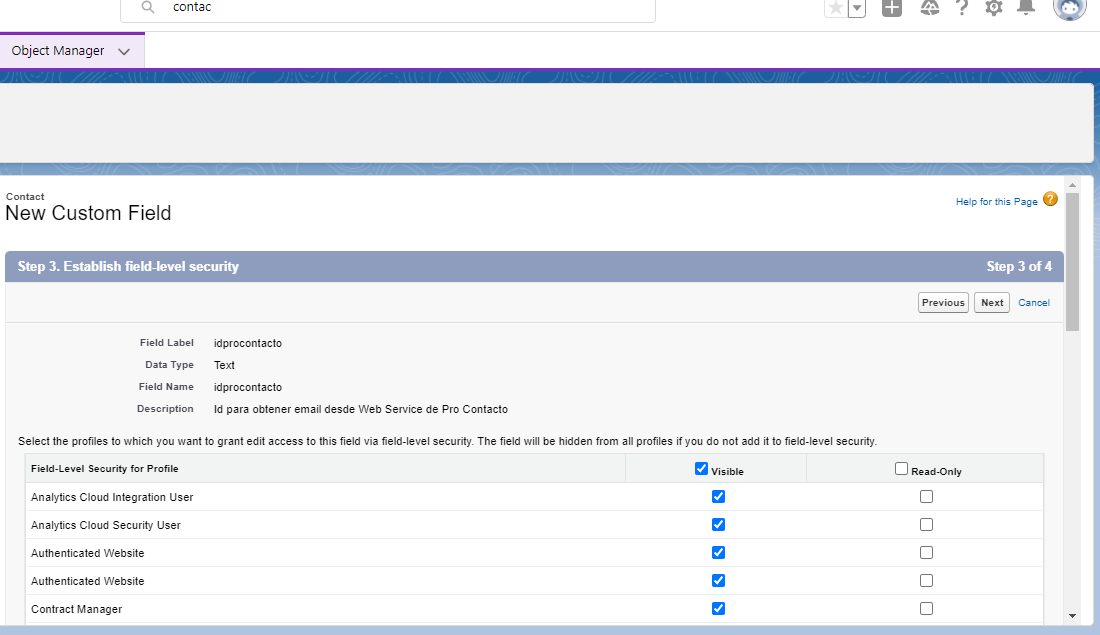 contac
Object Manager
Contact
New Custom Field
Help for this Page ?
Step 3. Establish field-level security Step 3 of 4
Previous Next Cancel
Field Label idprocontacto
Data Type Text
Field Name idprocontacto
Description Id para obtener email desde Web Service de Pro Contacto
Select the profiles to which you want to grant edit access to this field via field-level security. The field will be hidden from all profiles if you do not add it to field-level security.
Field-Level Security for Profile Visible Read-Only
Analytics Cloud Integration User
Analytics Cloud Security User
Authenticated Website
Authenticated Website
Contract Manager